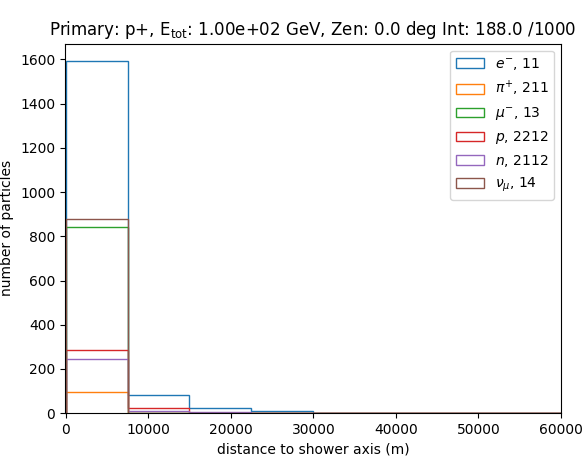 Primary: p+, E_tot: 1.00e+02 GeV, Zen: 0.0 deg Int: 188.0 /1000
number of particles
1600
1400
1200
1000
800
600
400
200
0
e⁻, 11
π⁺, 211
μ⁻, 13
p, 2212
n, 2112
ν_μ, 14
0 10000 20000 30000 40000 50000 60000
distance to shower axis (m)